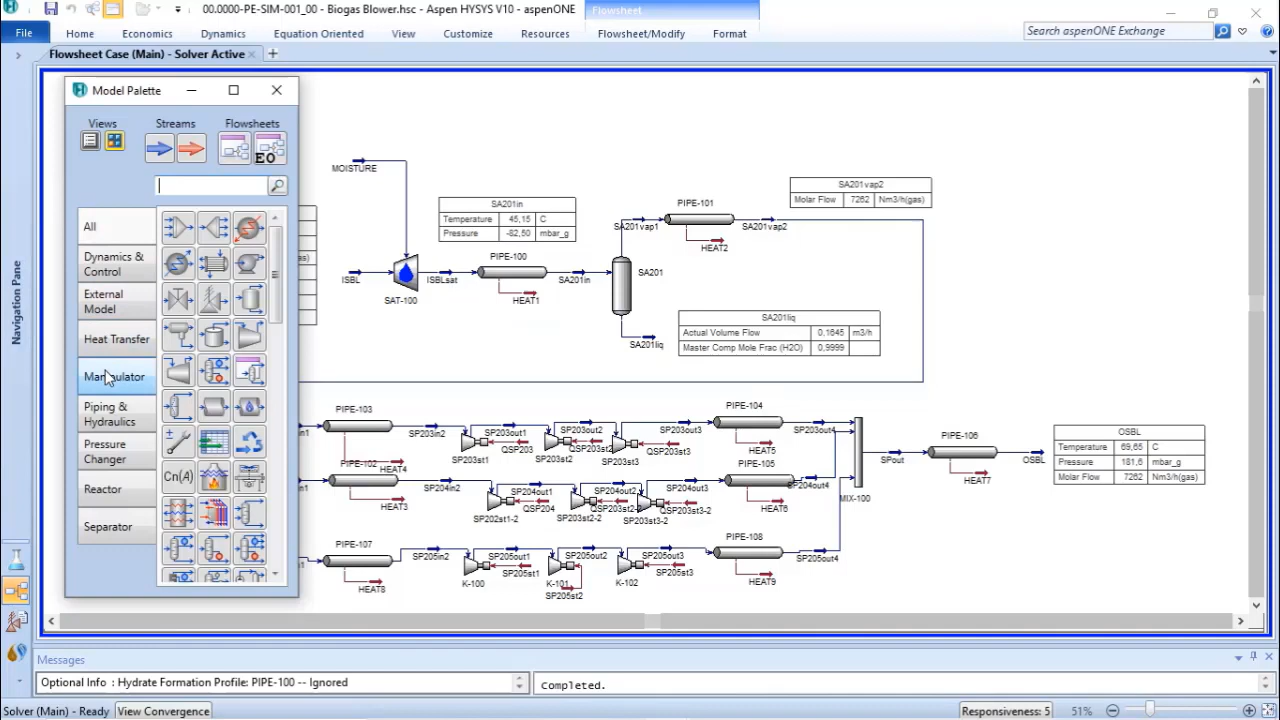 00.0000-PE-SIM-001_00 - Biogas Blower.hsc - Aspen HYSYS V10 - aspenONE
Flowsheet
File
Home
Economics
Dynamics
Equation Oriented
View
Customize
Resources
Flowsheet/Modify
Format
Search aspenONE Exchange
Flowsheet Case (Main) - Solver Active
Navigation Pane
Model Palette
Views
Streams
Flowsheets
EO
All
Dynamics &
Control
External
Model
Heat Transfer
Manipulator
Piping &
Hydraulics
Pressure
Changer
Reactor
Separator
Cn(A)
MOISTURE
SA201in
Temperature 45,15 C
Pressure -82,50 mbar_g
ISBL
SAT-100
ISBLsat
PIPE-100
HEAT1
SA201in
SA201vap1
SA201
SA201liq
PIPE-101
HEAT2
SA201vap2
SA201vap2
Molar Flow 7262 Nm3/h(gas)
SA201liq
Actual Volume Flow 0.1645 m3/h
Master Comp Mole Frac (H2O) 0,9999
as)
in1
PIPE-103
HEAT4
SP203in2
SP203st1
SP203out1
QSP203
SP203st2
SP203out2
SP203st2
SP203st3
SP203out3
SP203st3
PIPE-104
HEAT5
SP203out4
in1
PIPE-102
HEAT3
SP204in2
SP202st1-2
SP204out1
QSP204
SP203st2-2
SP204out2
SP203st2-2
SP203st3-2
SP204out3
QSP203st3-2
PIPE-105
HEAT6
SP204out4
MIX-100
SPout
PIPE-106
HEAT7
OSBL
OSBL
Temperature 69,65 C
Pressure 181,6 mbar_g
Molar Flow 7262 Nm3/h(gas)
in1
PIPE-107
HEAT8
SP205in2
K-100
SP205out1
SP205st1
K-101
SP205out2
SP205st2
K-102
SP205out3
SP205st3
PIPE-108
HEAT9
SP205out4
Messages
Optional Info : Hydrate Formation Profile: PIPE-100 -- Ignored
Completed.
Solver (Main) - Ready
View Convergence
Responsiveness: 5
51%